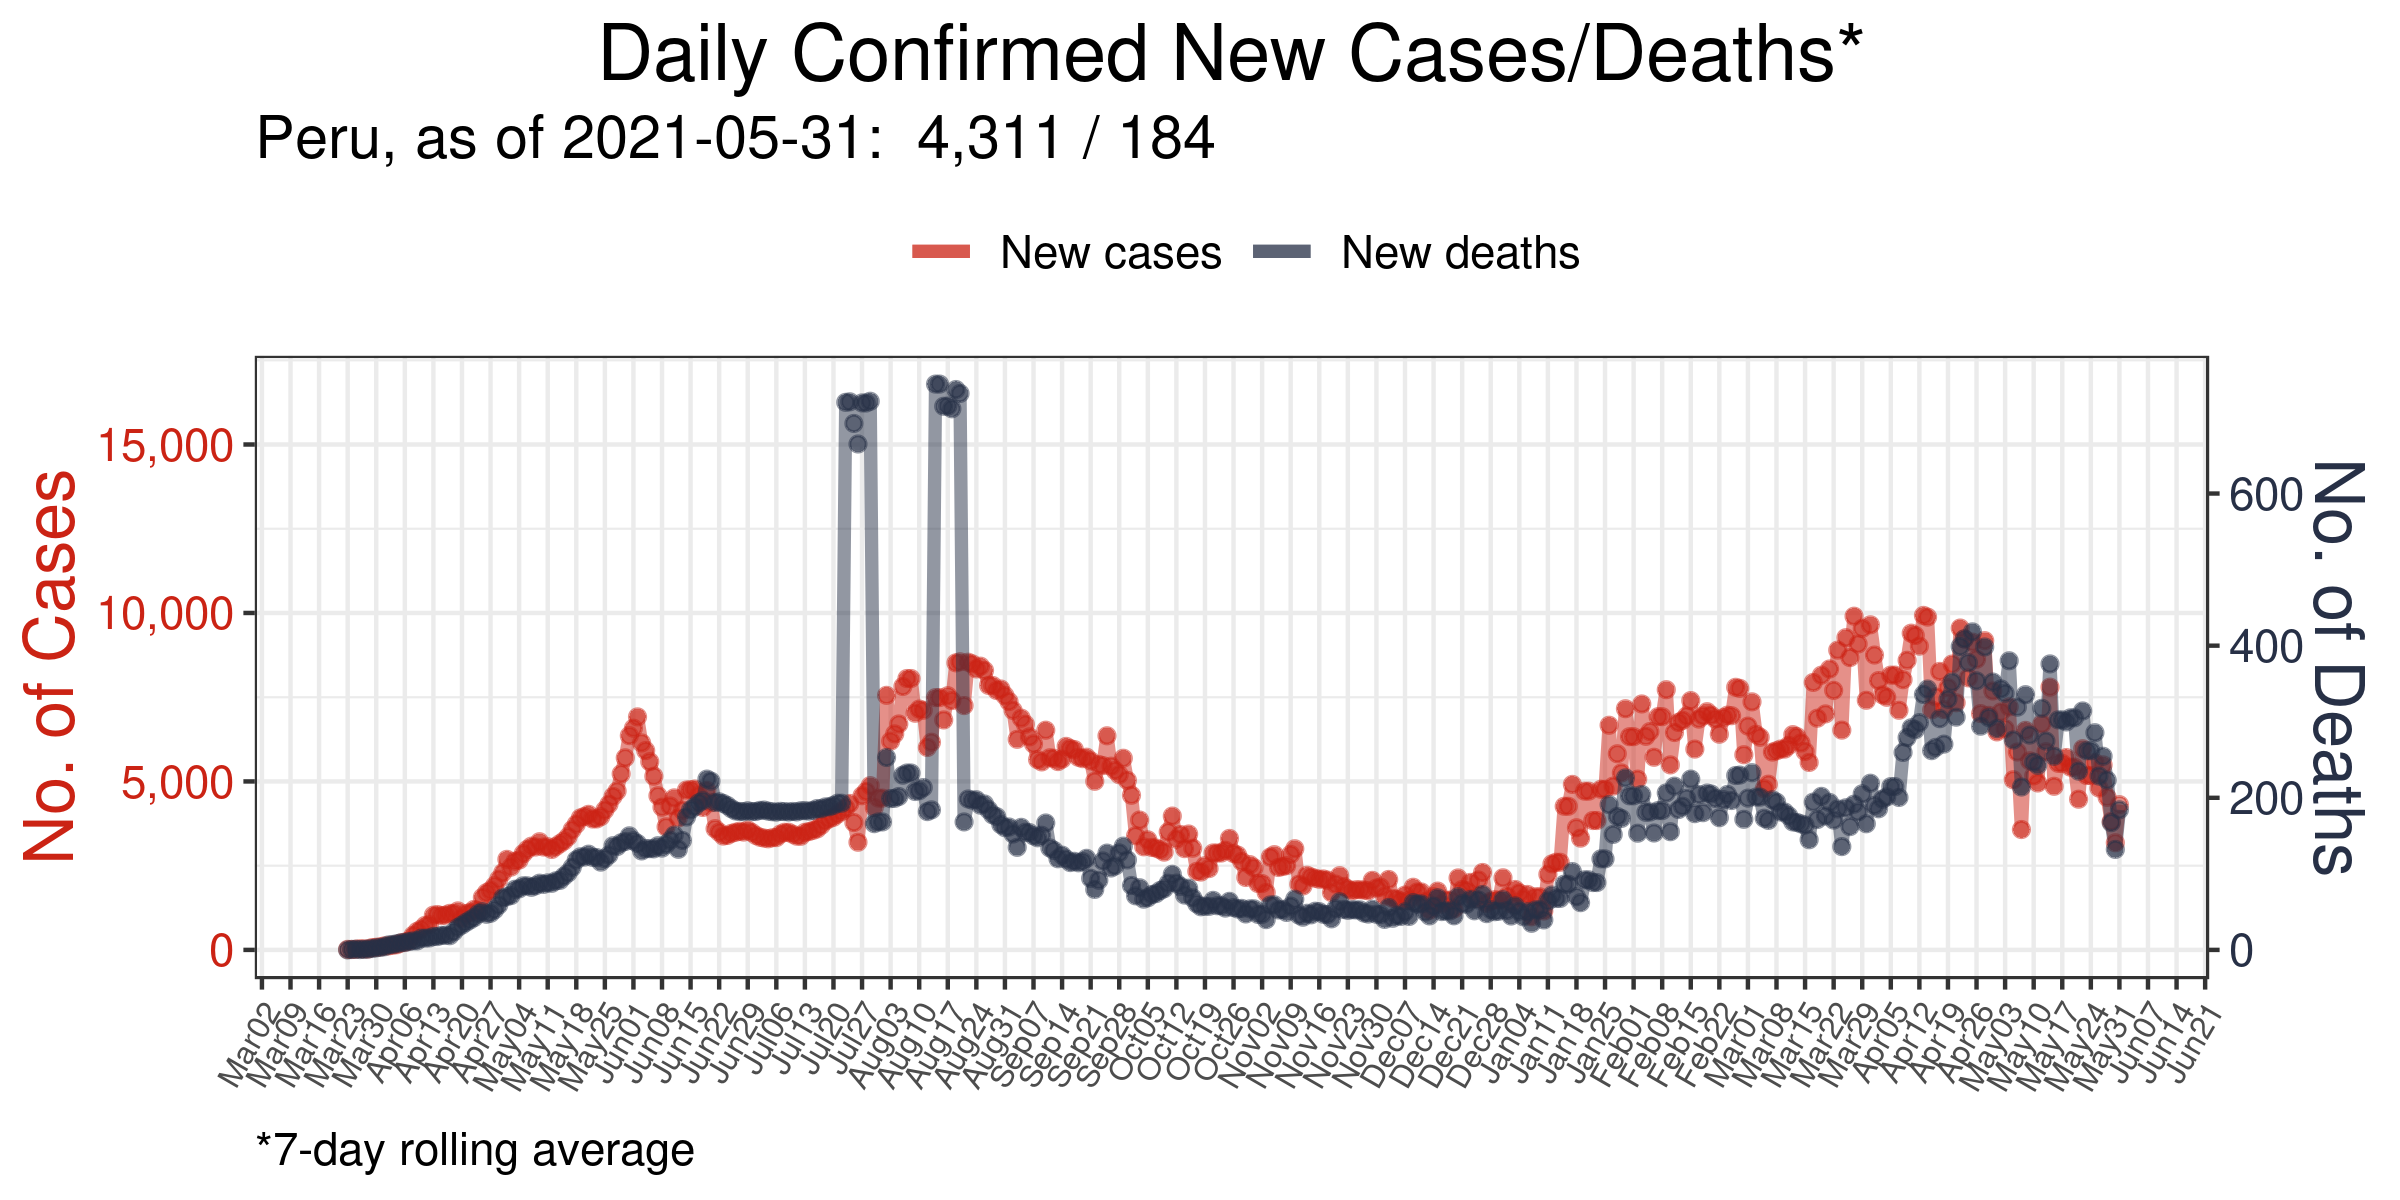 Daily Confirmed New Cases/Deaths*
Peru, as of 2021-05-31:  4,311 / 184
New cases
New deaths
No. of Cases
15,000
10,000
5,000
0
600
400
200
0
No. of Deaths
Mar02
Mar09
Mar16
Mar23
Mar30
Apr06
Apr13
Apr20
Apr27
May04
May11
May18
May25
Jun01
Jun08
Jun15
Jun22
Jun29
Jul06
Jul13
Jul20
Jul27
Aug03
Aug10
Aug17
Aug24
Aug31
Sep07
Sep14
Sep21
Sep28
Oct05
Oct12
Oct19
Oct26
Nov02
Nov09
Nov16
Nov23
Nov30
Dec07
Dec14
Dec21
Dec28
Jan04
Jan11
Jan18
Jan25
Feb01
Feb08
Feb15
Feb22
Mar01
Mar08
Mar15
Mar22
Mar29
Apr05
Apr12
Apr19
Apr26
May03
May10
May17
May24
May31
Jun07
Jun14
Jun21
*7-day rolling average